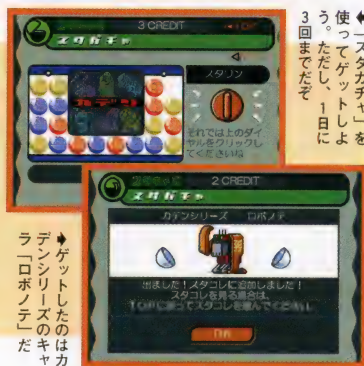 ◆「スタガチャ」を
使ってゲットしよ
う。ただし、1日に
3回までだぞ
3 CREDIT
スタガチャ
スタリン
カデン
それでは上のダイ
ヤルをクリックし
てくださいね
2 CREDIT
スタガチャ
カデンシリーズ ロボノテ
出ました!スタコレに追加しました!
スタコレを見る場合は、
TOPに戻ってスタコレを選んでください。
OK
◆ゲットしたのはカ
デンシリーズのキャ
ラ「ロボノテ」だ